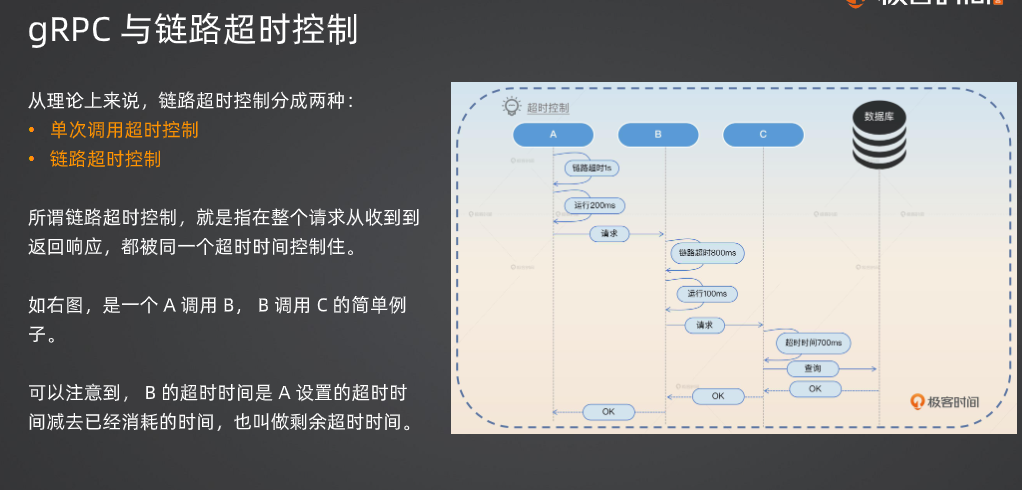 gRPC 与链路超时控制
从理论上来说，链路超时控制分成两种：
• 单次调用超时控制
• 链路超时控制
所谓链路超时控制，就是指在整个请求从收到到
返回响应，都被同一个超时时间控制住。
如右图，是一个 A 调用 B， B 调用 C 的简单例
子。
可以注意到， B 的超时时间是 A 设置的超时时
间减去已经消耗的时间，也叫做剩余超时时间。
超时控制
A
B
C
数据库
链路超时1s
运行200ms
请求
链路超时800ms
运行100ms
请求
超时时间700ms
查询
OK
OK
OK
极客时间